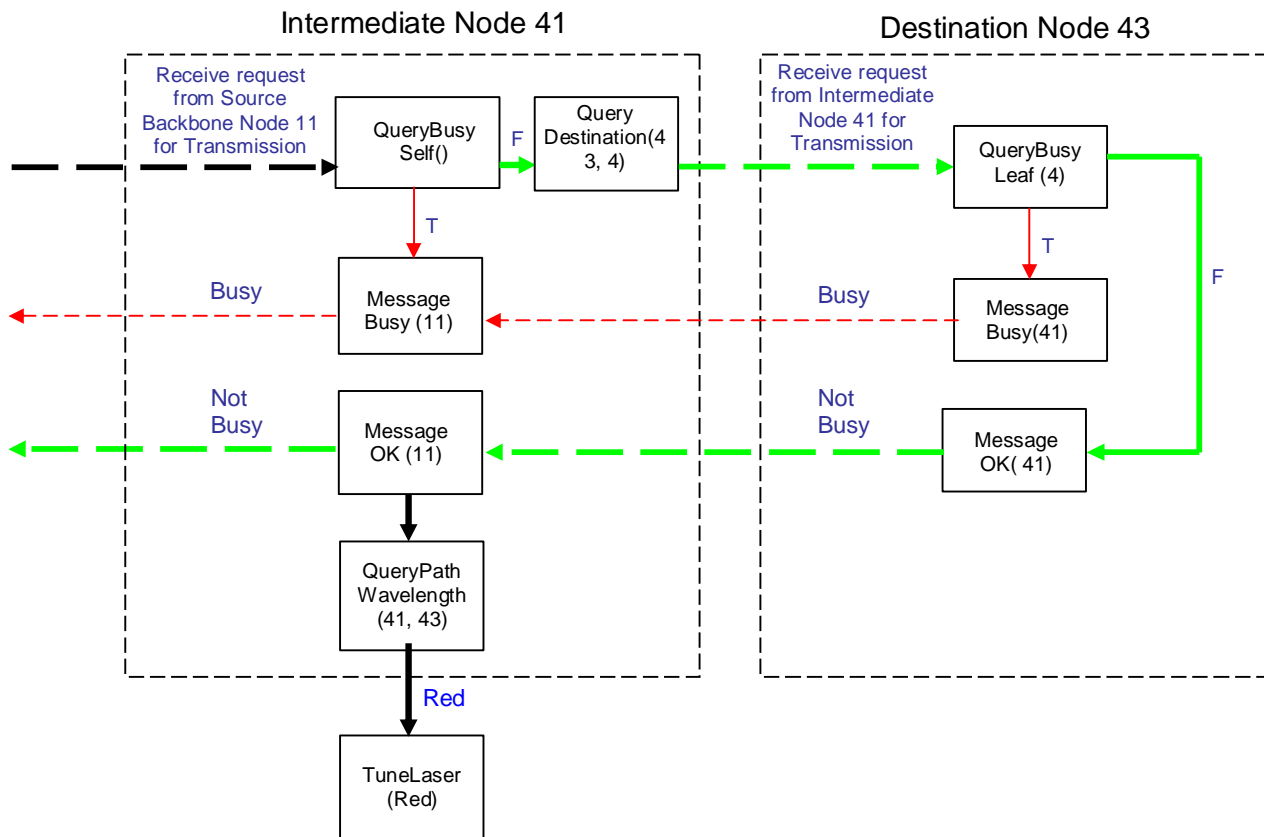 Intermediate Node 41
Destination Node 43
Receive request
from Source
Backbone Node 11
for Transmission
QueryBusy
Self()
F
Query
Destination(4
3, 4)
Receive request
from Intermediate
Node 41 for
Transmission
QueryBusy
Leaf (4)
T
T
F
Busy
Message
Busy (11)
Busy
Message
Busy(41)
Not
Busy
Message
OK (11)
Not
Busy
Message
OK( 41)
QueryPath
Wavelength
(41, 43)
Red
TuneLaser
(Red)